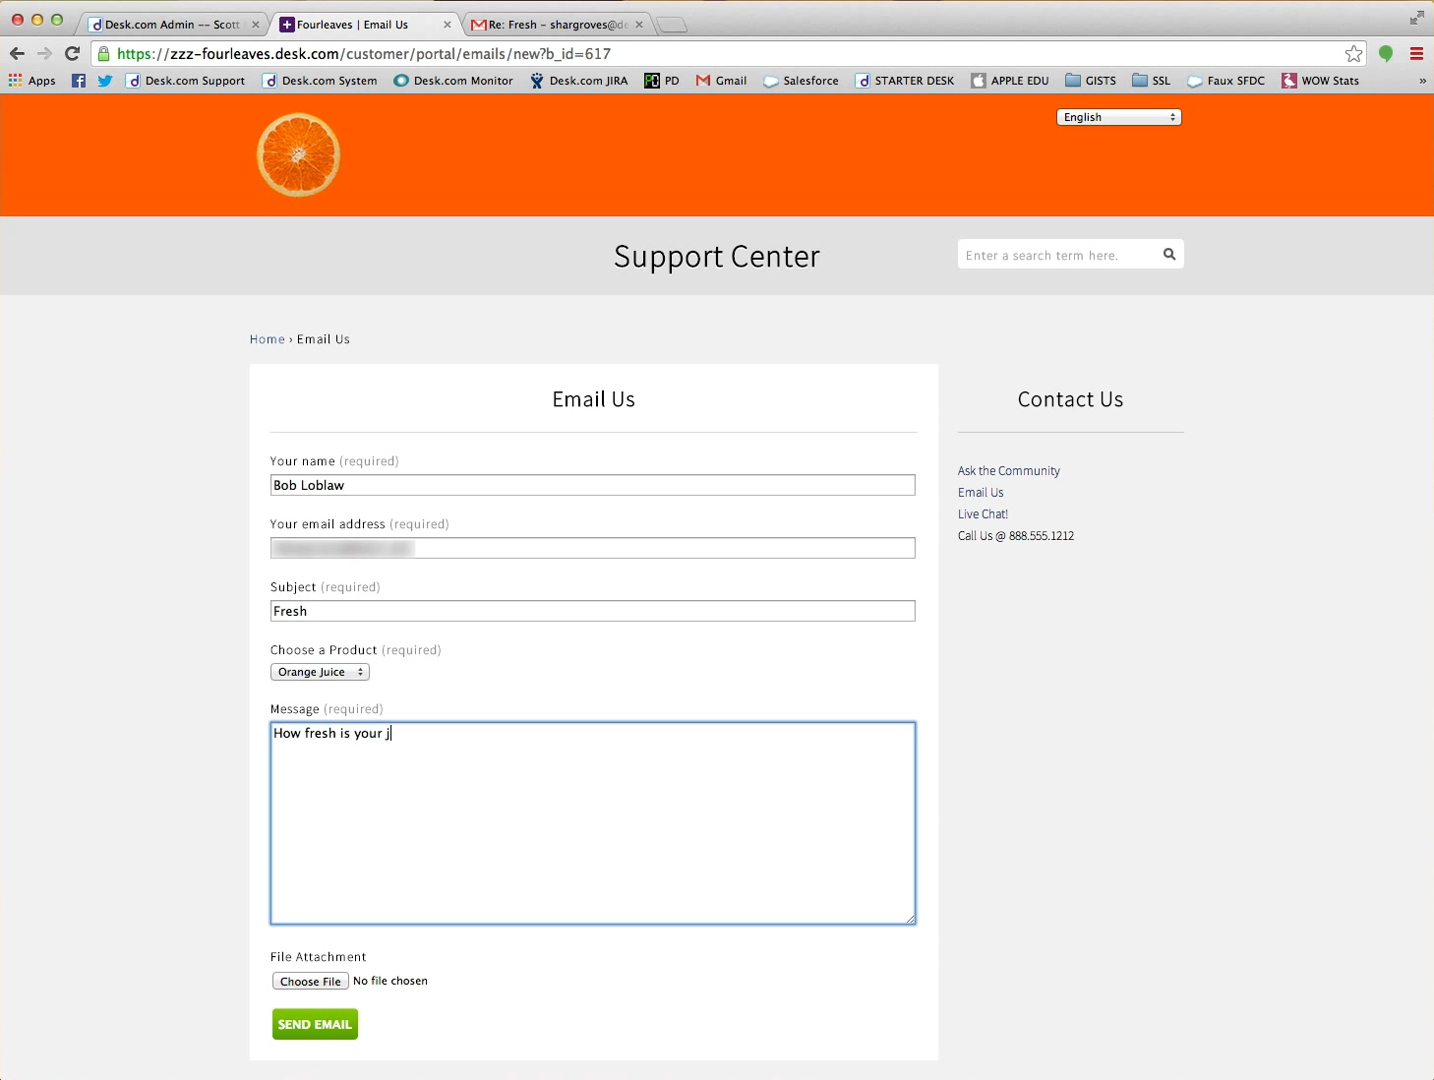 Desk.com Admin -- Scott
Fourleaves | Email Us
Re: Fresh – shargroves@de
https://zzz-fourleaves.desk.com/customer/portal/emails/new?b_id=617
Apps
Desk.com Support
Desk.com System
Desk.com Monitor
Desk.com JIRA
PD
Gmail
Salesforce
STARTER DESK
APPLE EDU
GISTS
SSL
Faux SFDC
WOW Stats
»
English
Support Center
Enter a search term here.
Home › Email Us
Email Us
Your name (required)
Bob Loblaw
Your email address (required)
Subject (required)
Fresh
Choose a Product (required)
Orange Juice
Message (required)
How fresh is your j
File Attachment
Choose File No file chosen
SEND EMAIL
Contact Us
Ask the Community
Email Us
Live Chat!
Call Us @ 888.555.1212